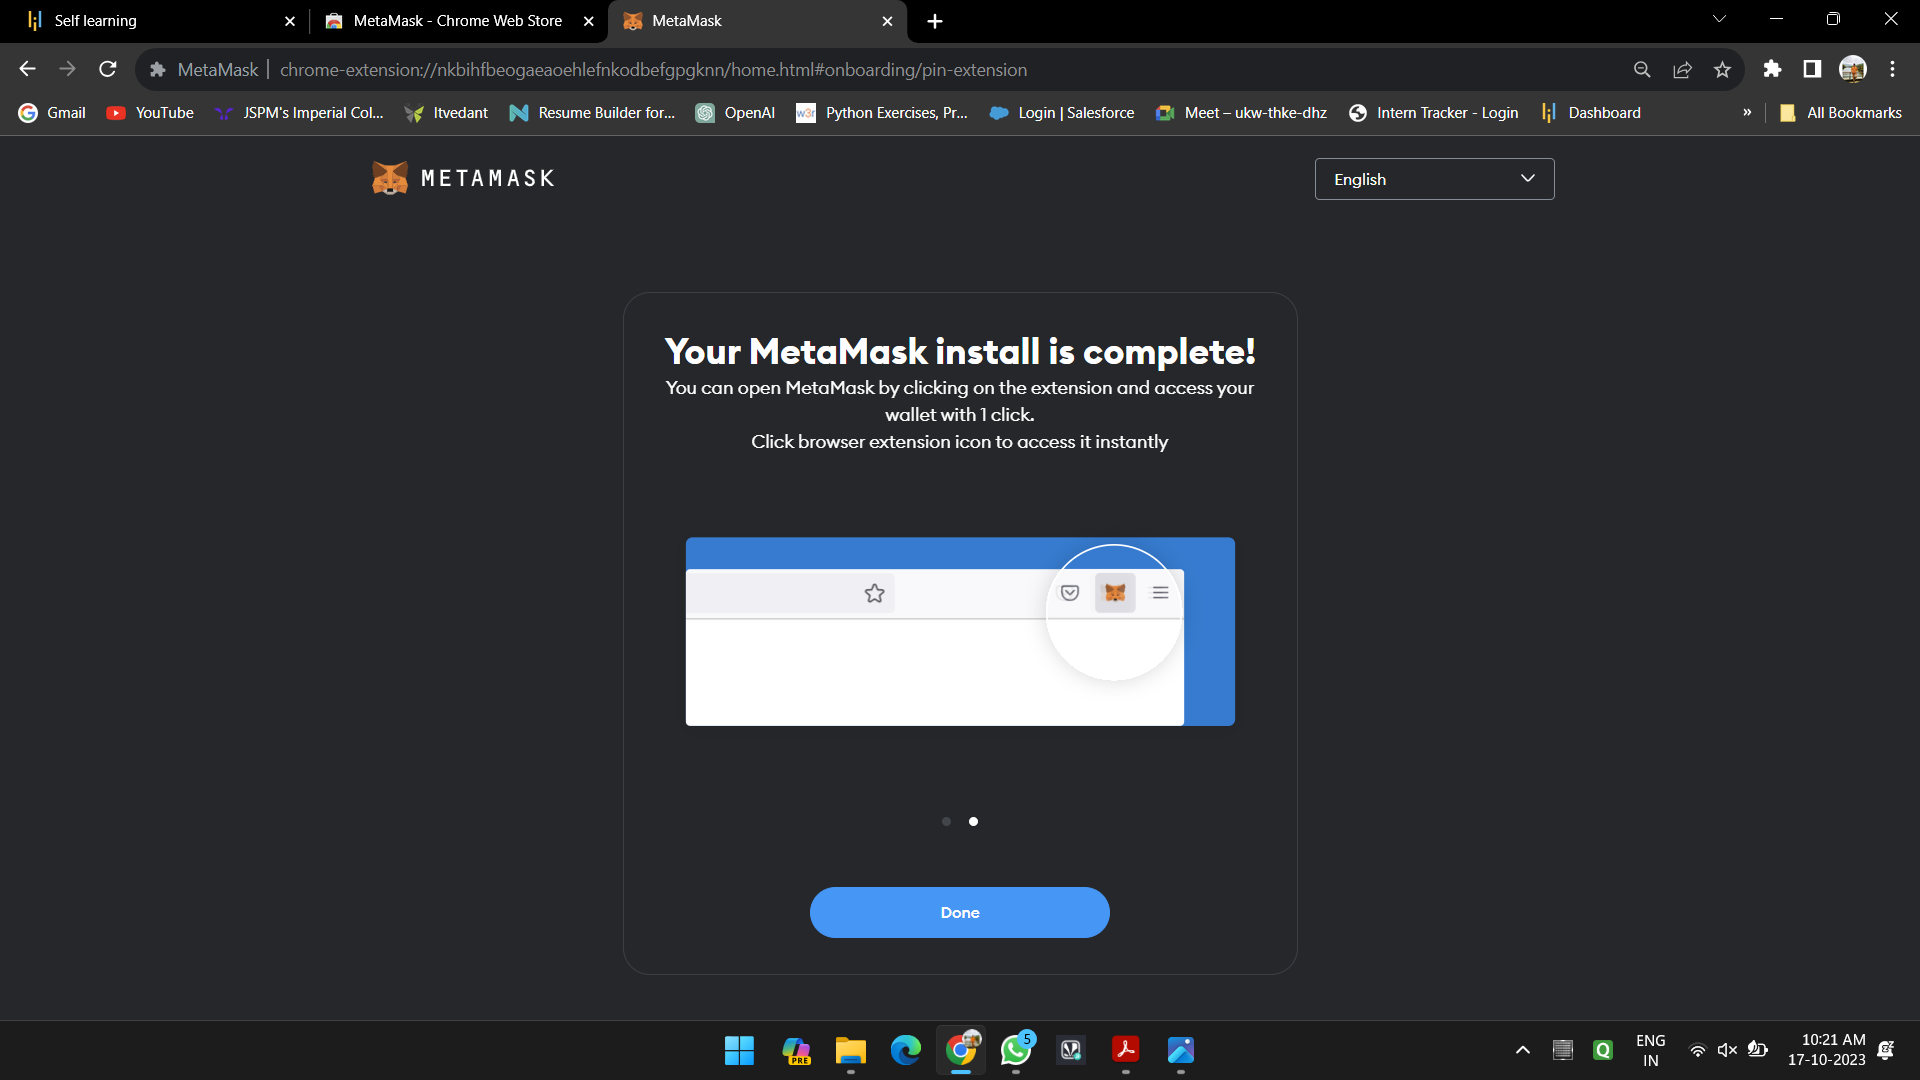 Self learning
MetaMask - Chrome Web Store
MetaMask
MetaMask
chrome-extension://nkbihfbeogaeaoehlefnkodbefgpgknn/home.html#onboarding/pin-extension
Gmail
YouTube
JSPM's Imperial Col...
Itvedant
Resume Builder for...
OpenAI
w3r
Python Exercises, Pr...
Login | Salesforce
Meet – ukw-thke-dhz
Intern Tracker - Login
Dashboard
»
All Bookmarks
METAMASK
English
Your MetaMask install is complete!
You can open MetaMask by clicking on the extension and access your
wallet with 1 click.
Click browser extension icon to access it instantly
Done
PRE
5
Q
ENG
IN
10:21 AM
17-10-2023